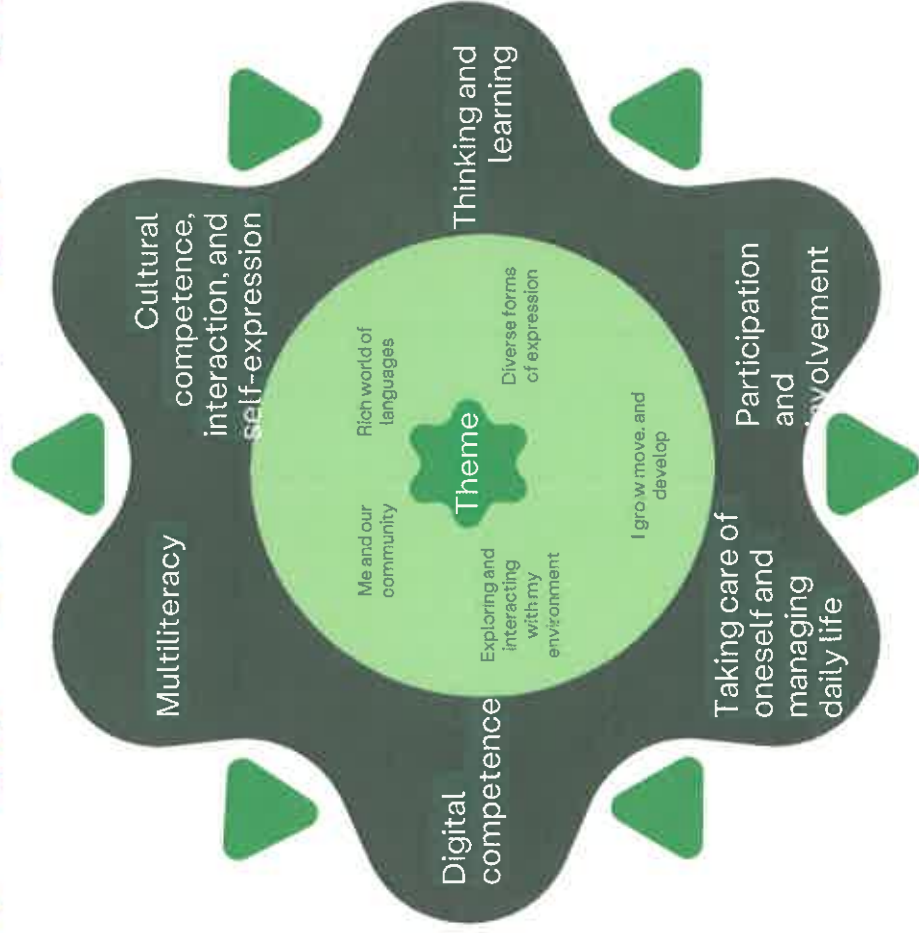 Digital
competence
Multiliteracy
Taking care of
oneself and
managing
daily life
Exploring and
interacting
with my
environment
Me and our
community
Theme
I grow, move, and
develop
Rich world of
languages
Diverse forms
of expression
Participation
and
involvement
Cultural
competence,
interaction, and
self-expression
Thinking and
learning